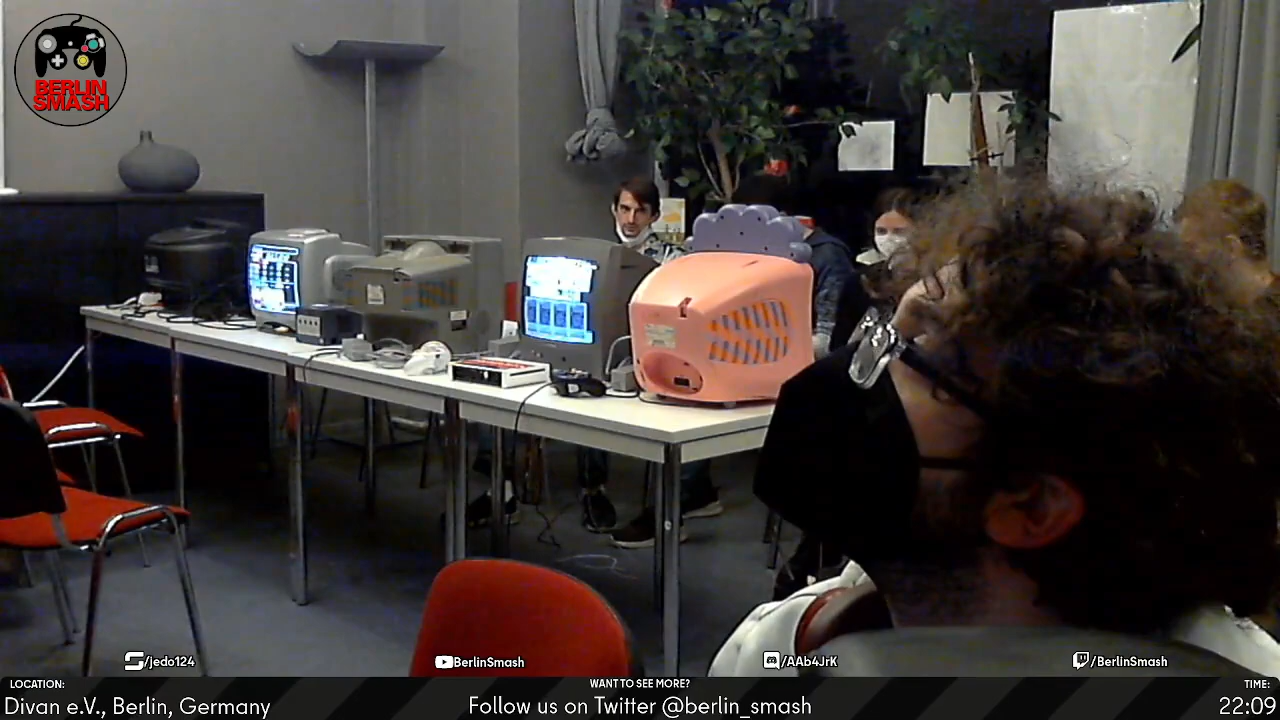 BERLIN
SMASH
/jedo124
BerlinSmash
/AAb4JrK
/BerlinSmash
LOCATION:
WANT TO SEE MORE?
TIME:
Divan e.V., Berlin, Germany
Follow us on Twitter @berlin_smash
22:09